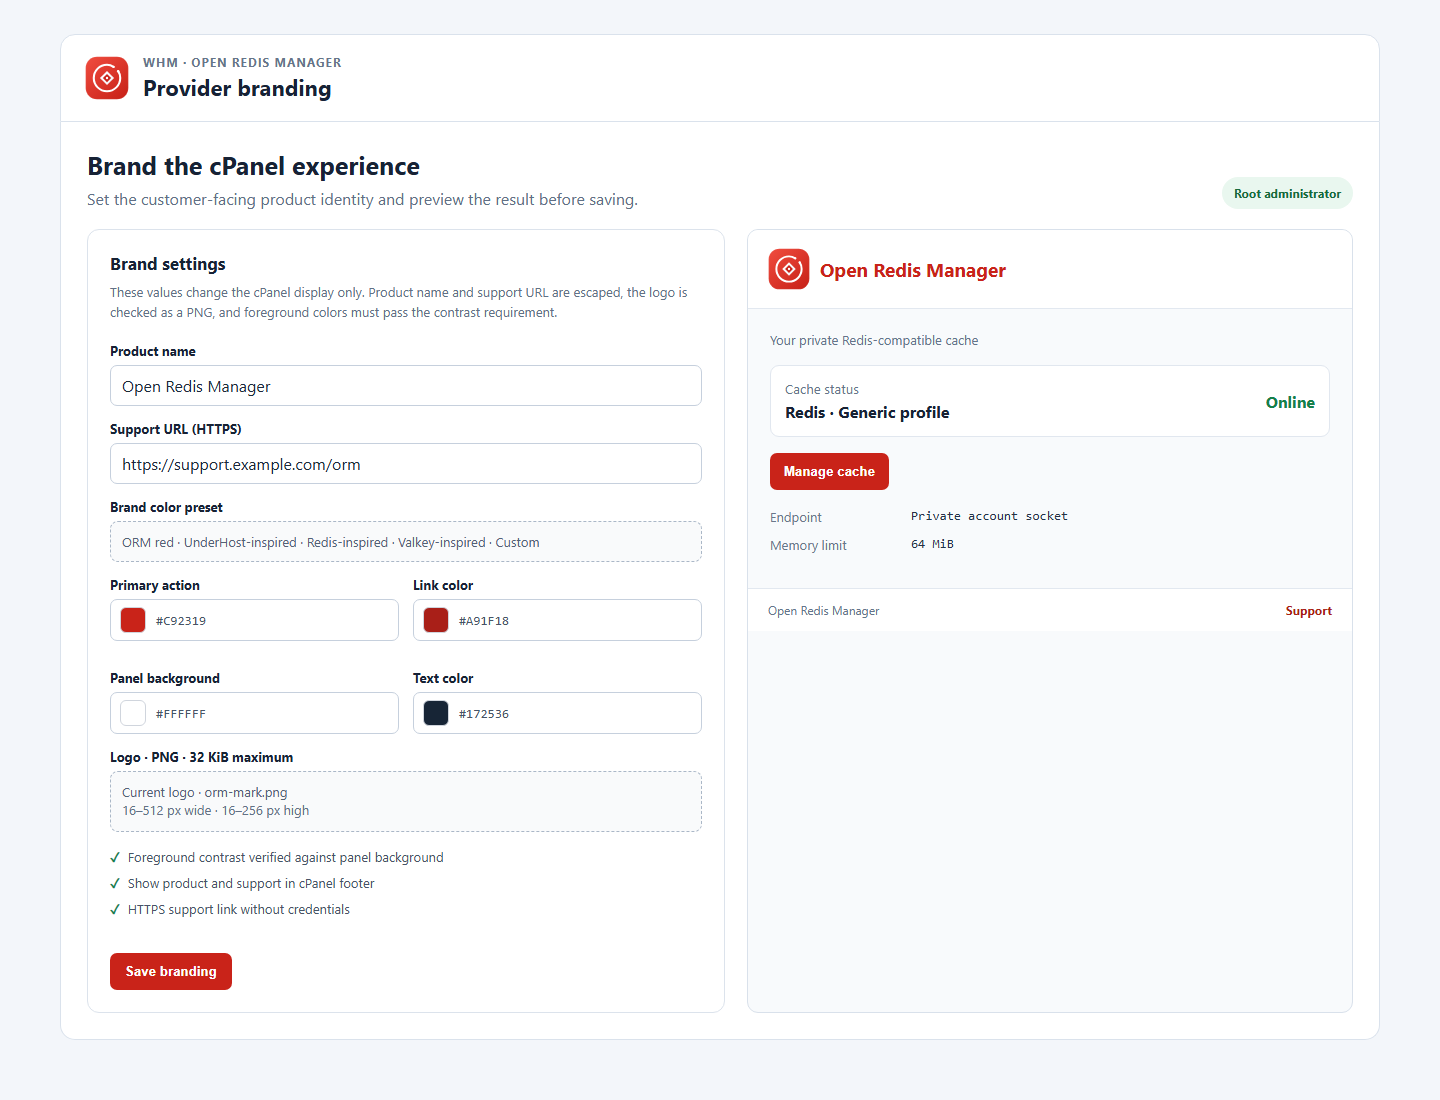 WHM · OPEN REDIS MANAGER
Provider branding
Brand the cPanel experience
Set the customer-facing product identity and preview the result before saving.
Root administrator
Brand settings
These values change the cPanel display only. Product name and support URL are escaped, the logo is
checked as a PNG, and foreground colors must pass the contrast requirement.
Product name
Open Redis Manager
Support URL (HTTPS)
https://support.example.com/orm
Brand color preset
ORM red · UnderHost-inspired · Redis-inspired · Valkey-inspired · Custom
Primary action
#C92319
Link color
#A91F18
Panel background
#FFFFFF
Text color
#172536
Logo · PNG · 32 KiB maximum
Current logo · orm-mark.png
16–512 px wide · 16–256 px high
✓ Foreground contrast verified against panel background
✓ Show product and support in cPanel footer
✓ HTTPS support link without credentials
Save branding
Open Redis Manager
Your private Redis-compatible cache
Cache status
Redis · Generic profile
Online
Manage cache
Endpoint
Private account socket
Memory limit
64 MiB
Open Redis Manager
Support